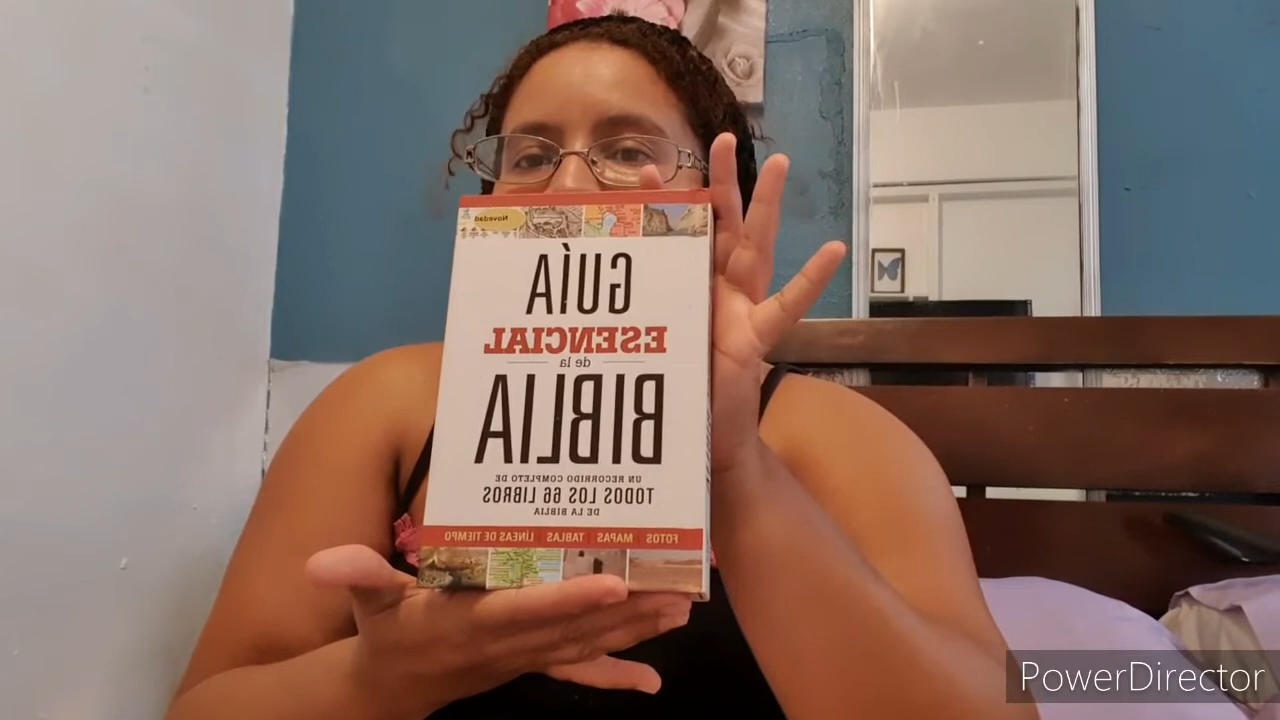 Novedad
GUÌA
ESENCIAL
de la
BIBLIA
UN RECORRIDO COMPLETO DE
TODOS LOS 66 LIBROS
DE LA BIBLIA
FOTOS MAPAS TABLAS LÍNEAS DE TIEMPO
PowerDirector